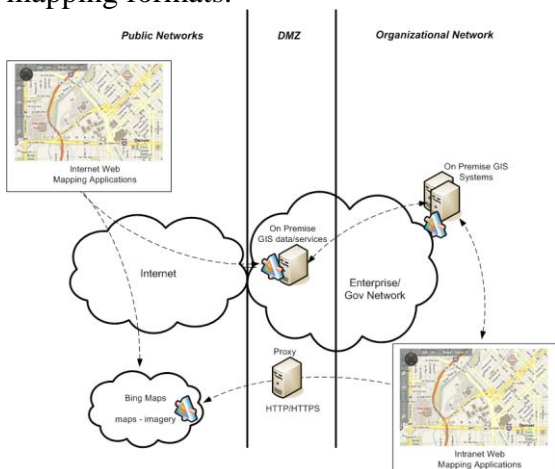 mapping formats.
Public Networks
DMZ
Organizational Network
Denver
Internet Web
Mapping Applications
On Premise GIS
Systems
On Premise
GIS data/services
Internet
Enterprise/
Gov Network
Proxy
HTTP/HTTPS
Bing Maps
maps - imagery
Intranet Web
Mapping Applications